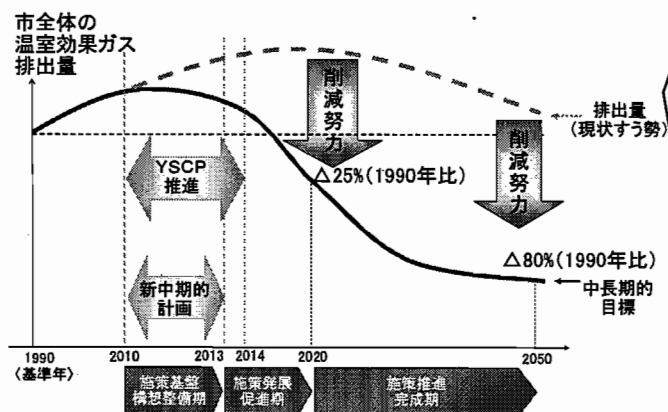 市全体の
温室効果ガス
排出量
削減努力
排出量
(現状すう勢)
削減努力
YSCP
推進
△25%(1990年比)
△80%(1990年比)
新中期的
計画
中長期的
目標
1990
2010
2013
2014
2020
2050
〈基準年〉
施策基盤
構想整備期
施策発展
促進期
施策推進
完成期